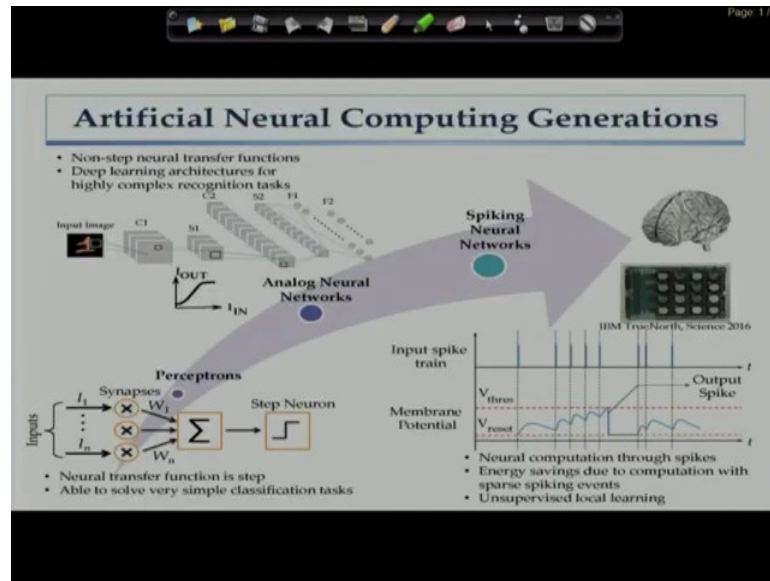 Page: 1 /
Artificial Neural Computing Generations
• Non-step neural transfer functions
• Deep learning architectures for
highly complex recognition tasks
Input Image
C1
S1
C2
S2
F1
F2
I_OUT
I_IN
Analog Neural
Networks
Spiking
Neural
Networks
IBM TrueNorth, Science 2016
Perceptrons
Synapses
Inputs
I_1
I_n
W_1
W_n
Σ
Step Neuron
• Neural transfer function is step
• Able to solve very simple classification tasks
Input spike
train
t
Membrane
Potential
V_thres
V_reset
Output
Spike
t
• Neural computation through spikes
• Energy savings due to computation with
sparse spiking events
• Unsupervised local learning